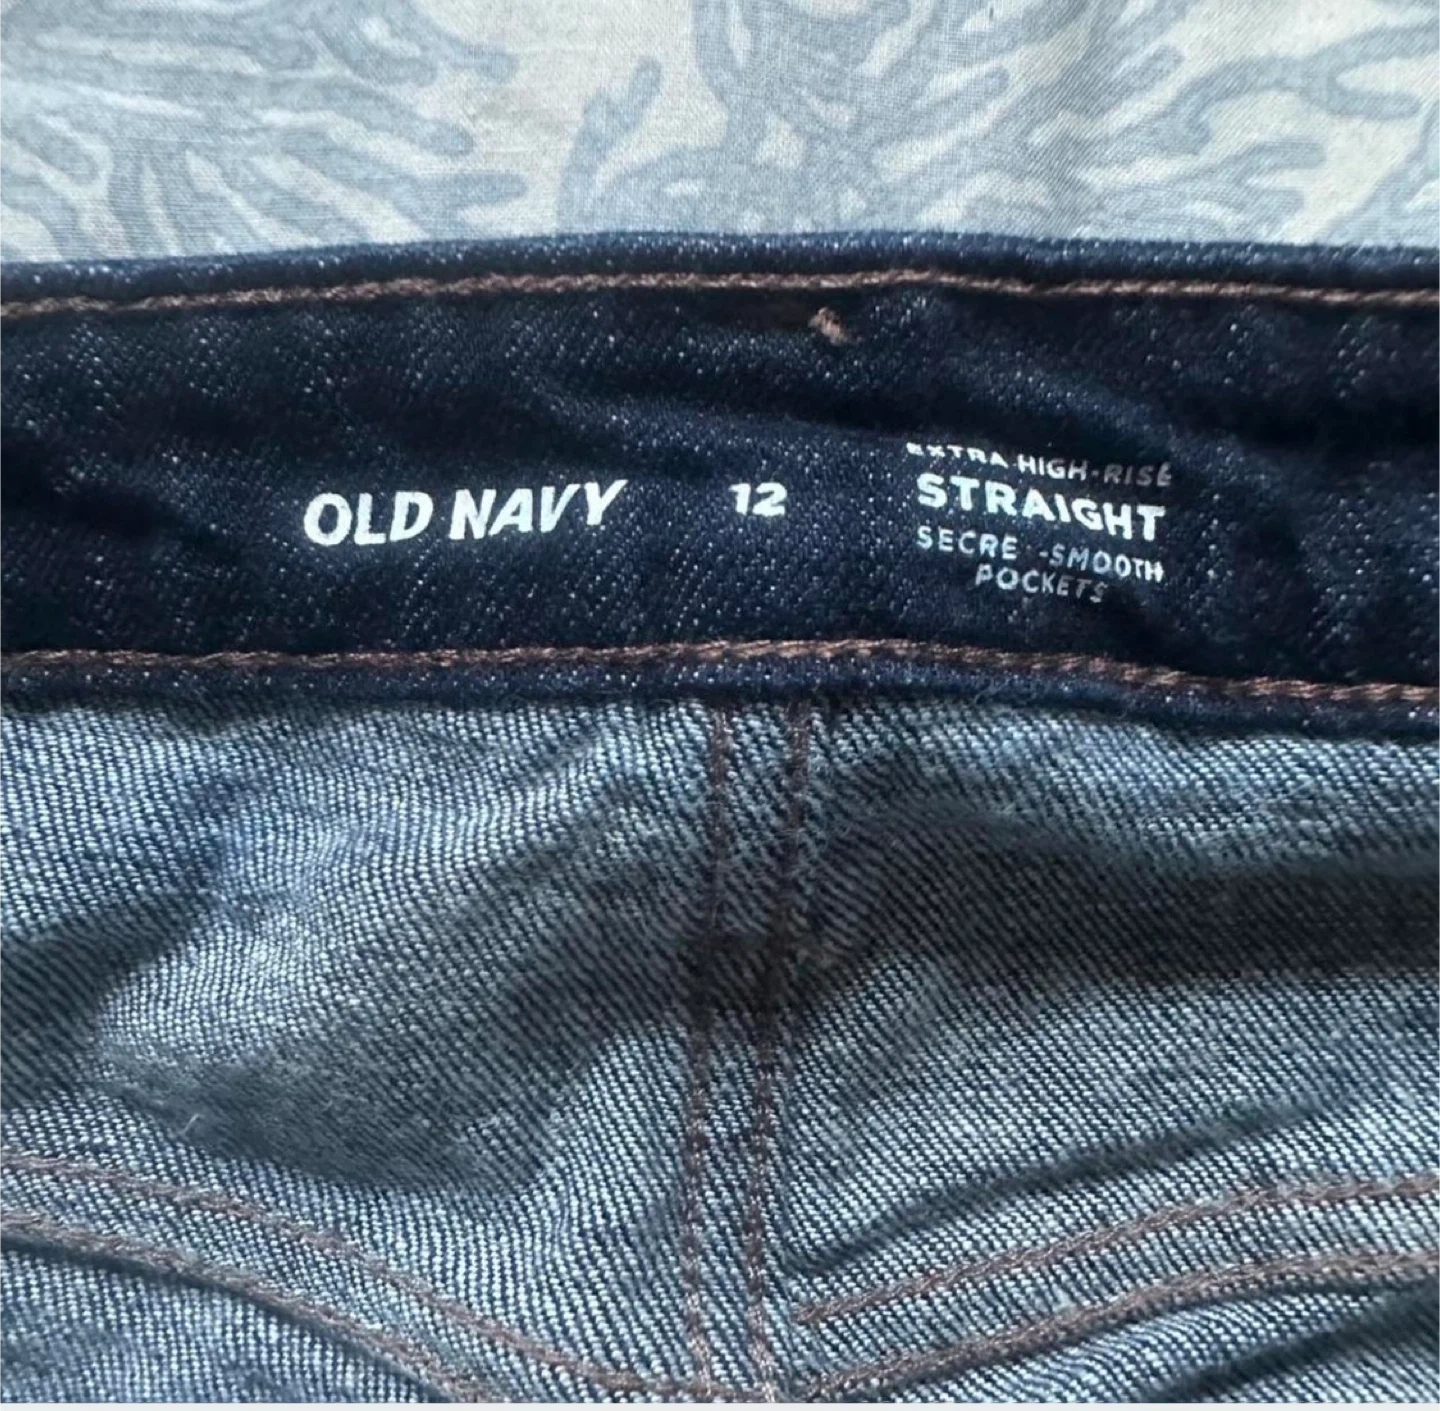 OLD NAVY
12
EXTRA HIGH-RISE
STRAIGHT
SECRE -SMOOTH
POCKETS